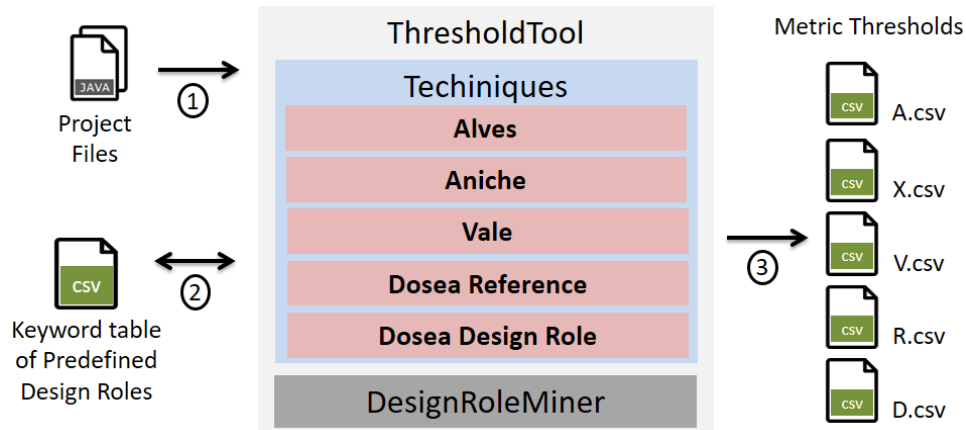 JAVA
Project
Files
1
CSV
2
Keyword table
of Predefined
Design Roles
ThresholdTool
Techiniques
Alves
Aniche
Vale
Dosea Reference
Dosea Design Role
DesignRoleMiner
3
Metric Thresholds
CSV A.csv
CSV X.csv
CSV V.csv
CSV R.csv
CSV D.csv